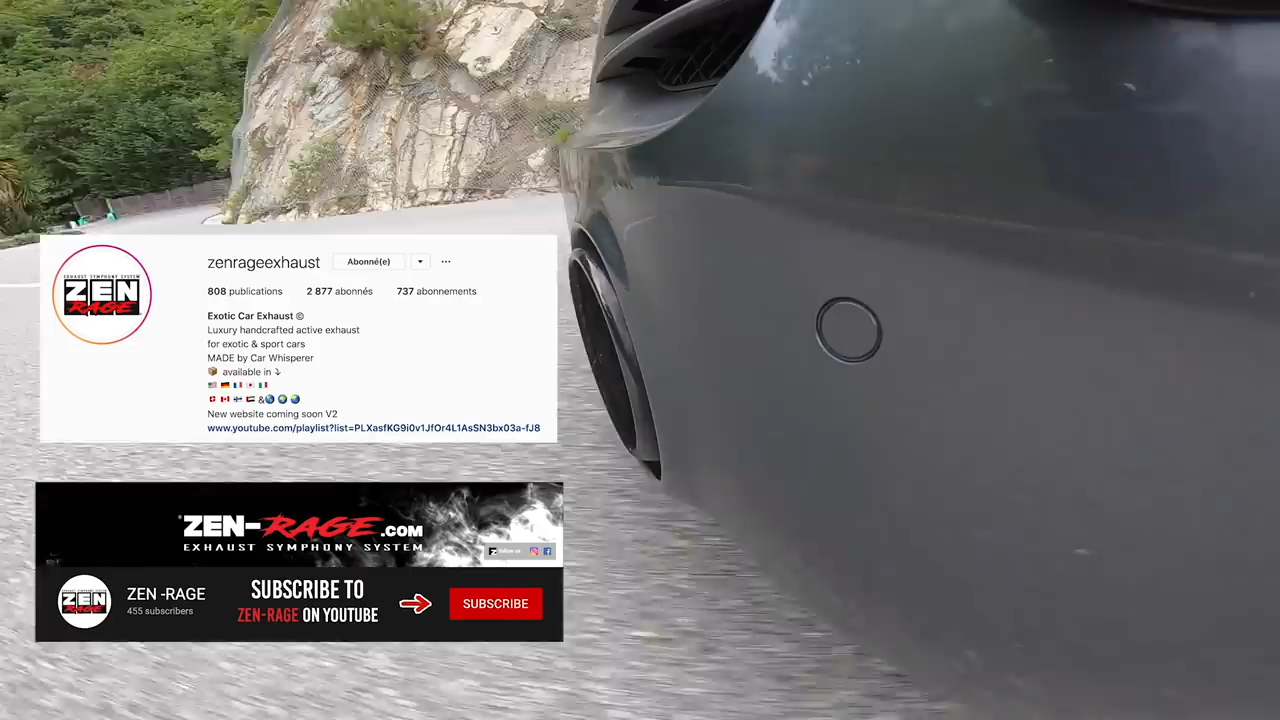 EXHAUST SYMPHONY SYSTEM
ZEN
RAGE
zenrageexhaust Abonné(e) ...
808 publications 2 877 abonnés 737 abonnements
Exotic Car Exhaust ©
Luxury handcrafted active exhaust
for exotic & sport cars
MADE by Car Whisperer
📦 available in ⤵
🇺🇸 🇩🇪 🇫🇷 🇯🇵 🇮🇹
🇨🇭 🇨🇦 🇫🇮 🇦🇪 &🌏 🌍 🌏
New website coming soon V2
www.youtube.com/playlist?list=PLXasfKG9i0v1JfOr4L1AsSN3bx03a-fJ8
ZEN-RAGE.COM
EXHAUST SYMPHONY SYSTEM
follow us
ZEN
RAGE
ZEN -RAGE
455 subscribers
SUBSCRIBE TO
ZEN-RAGE ON YOUTUBE
SUBSCRIBE